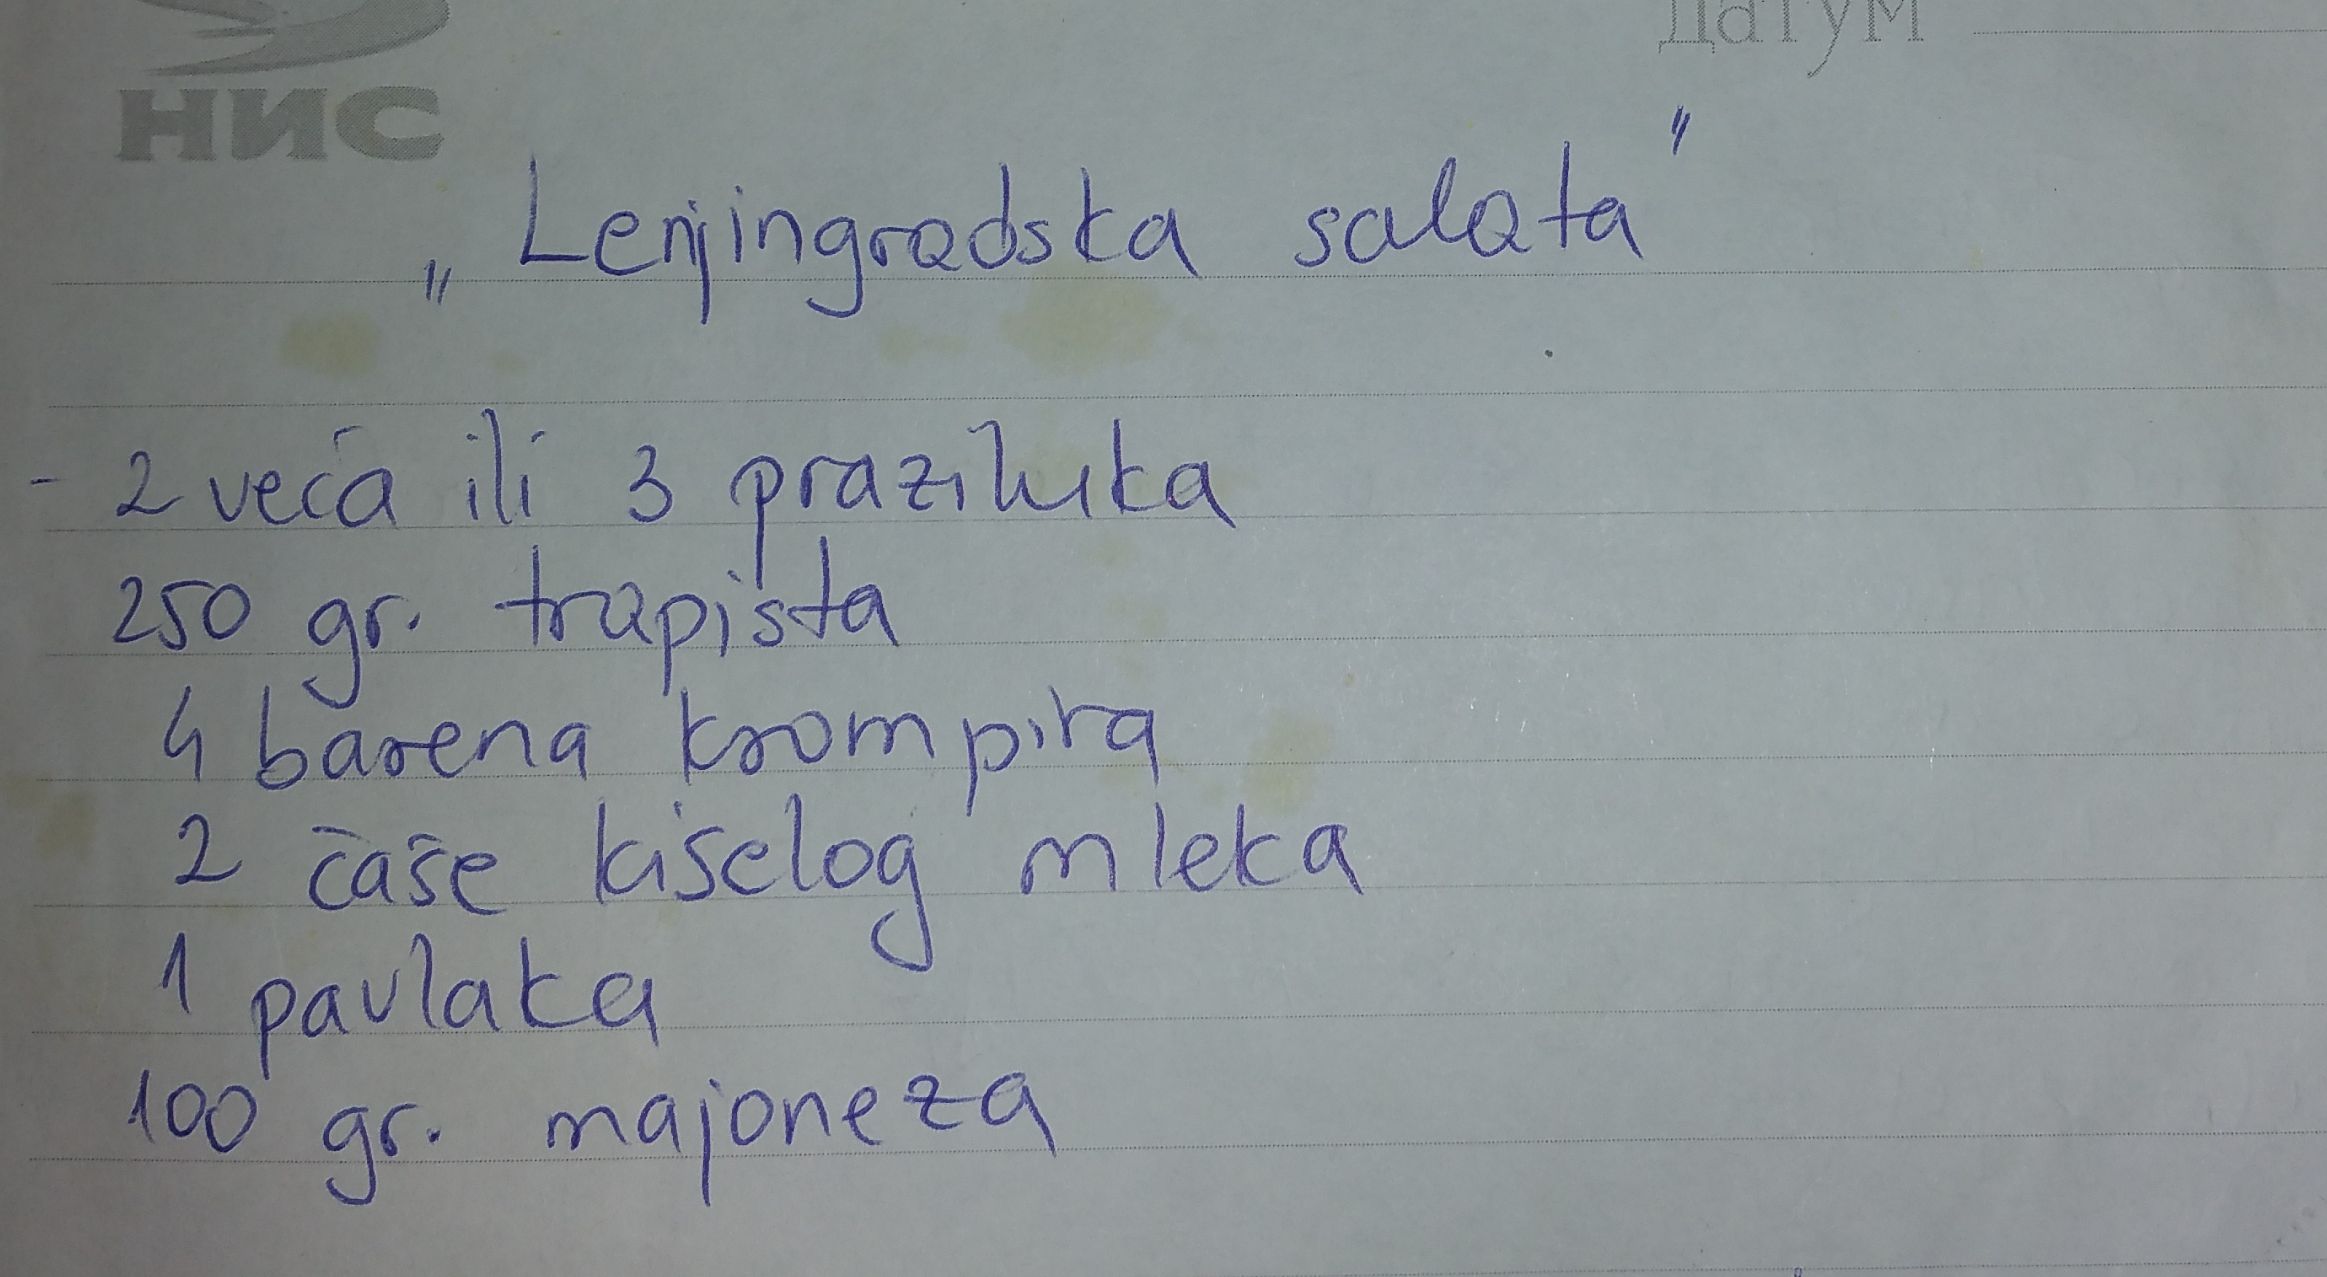 Датум
НИС
„Lenjingradska salata"
- 2 veća ili 3 praziluka
250 gr. trapista
4 barena krompira
2 čaše kiselog mleka
1 pavlaka
100 gr. majoneza